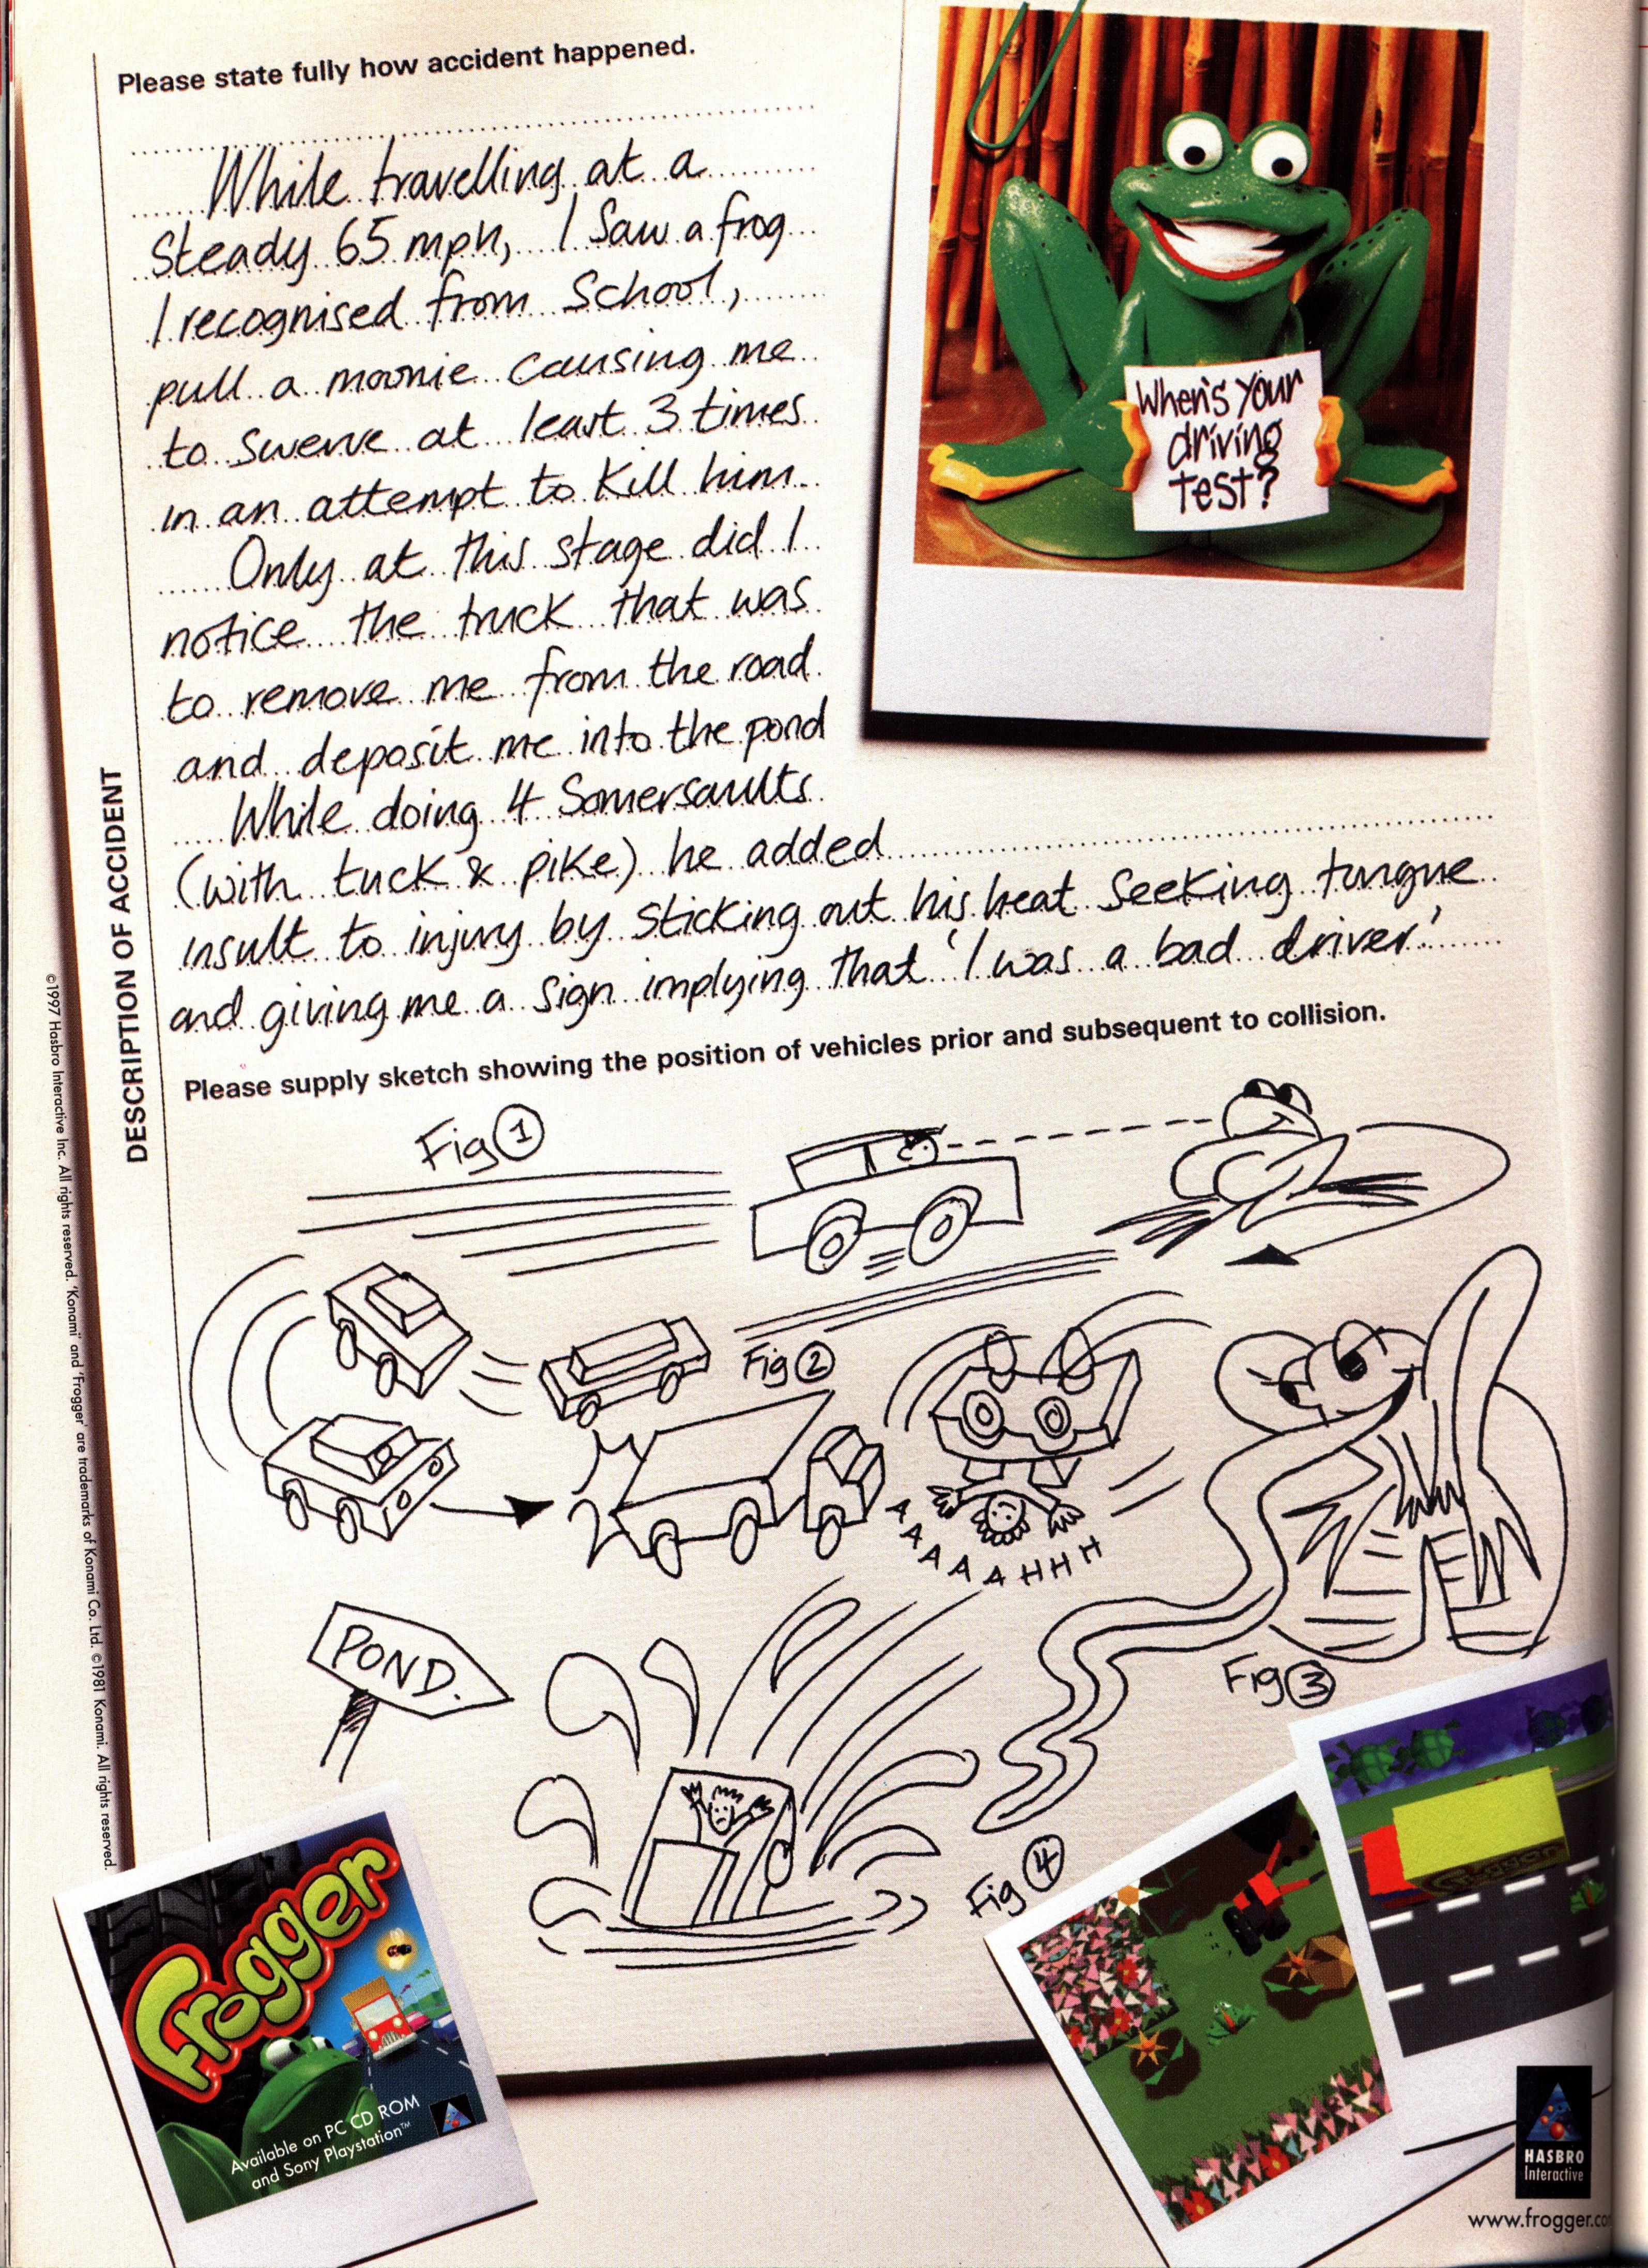 Please state fully how accident happened.
While travelling at a
Steady 65 mph, I Saw a frog
I recognised from School,
pull a moonie causing me
to swerve at least 3 times
in an attempt to Kill him
Only at this stage did I
notice the truck that was
to remove me from the road
and deposit me into the pond
While doing 4 Somersaults
(with tuck & pike) he added
insult to injury by sticking out his heat seeking tongue
and giving me a sign implying that 'I was a bad driver'.
When's your
driving
test?
DESCRIPTION OF ACCIDENT
©1997 Hasbro Interactive Inc. All rights reserved. 'Konami' and 'Frogger' are trademarks of Konami Co. Ltd. ©1981 Konami. All rights reserved.
Please supply sketch showing the position of vehicles prior and subsequent to collision.
Fig 1
Fig 2
AAAAAHHH
POND.
Fig 3
Fig 4
Frogger
Available on PC CD ROM
and Sony Playstation™
Frogger
HASBRO
Interactive
www.frogger.co